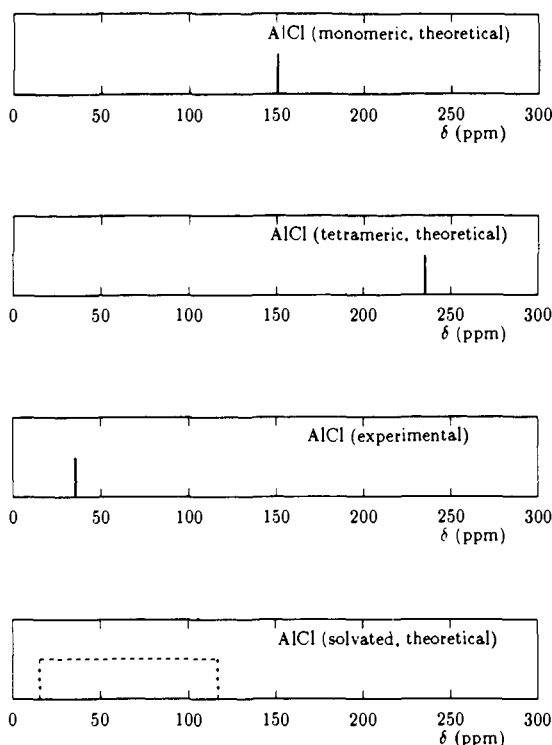 AlCl (monomeric, theoretical)
0 50 100 150 200 250 300
δ (ppm)
AlCl (tetrameric, theoretical)
0 50 100 150 200 250 300
δ (ppm)
AlCl (experimental)
0 50 100 150 200 250 300
δ (ppm)
AlCl (solvated, theoretical)
0 50 100 150 200 250 300
δ (ppm)